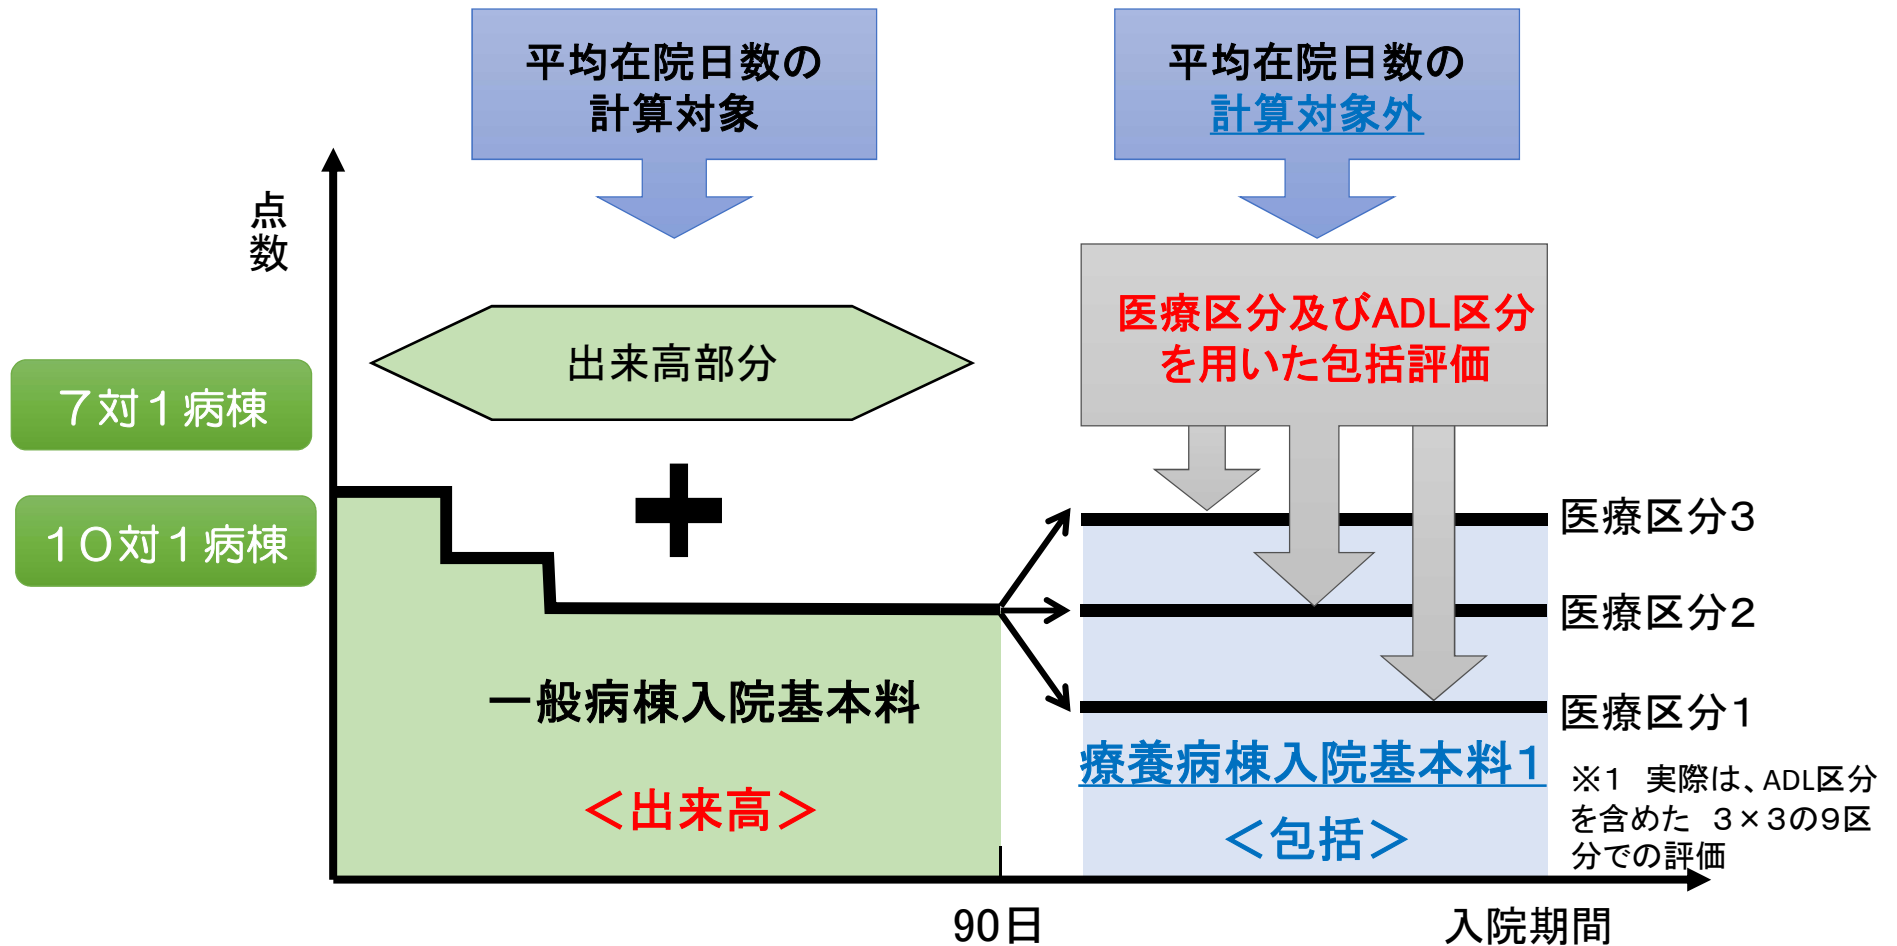 平均在院日数の
計算対象
平均在院日数の
計算対象外
点
数
医療区分及びADL区分
を用いた包括評価
出来高部分
７対１病棟
１０対１病棟
医療区分３
医療区分２
医療区分１
一般病棟入院基本料
＜出来高＞
療養病棟入院基本料１
＜包括＞
※１　実際は、ADL区分
を含めた　３×３の９区
分での評価
90日
入院期間